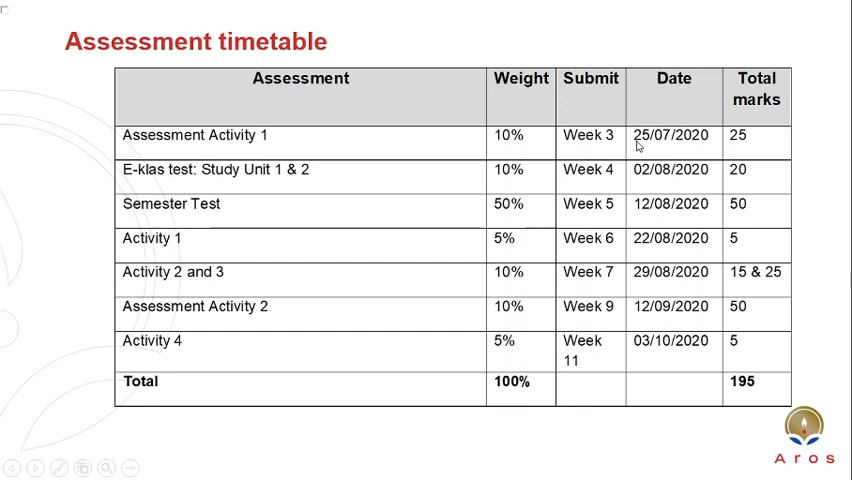 Assessment timetable
Assessment Weight Submit Date Total marks
Assessment Activity 1 10% Week 3 25/07/2020 25
E-klas test: Study Unit 1 & 2 10% Week 4 02/08/2020 20
Semester Test 50% Week 5 12/08/2020 50
Activity 1 5% Week 6 22/08/2020 5
Activity 2 and 3 10% Week 7 29/08/2020 15 & 25
Assessment Activity 2 10% Week 9 12/09/2020 50
Activity 4 5% Week 11 03/10/2020 5
Total 100% 195
Aros